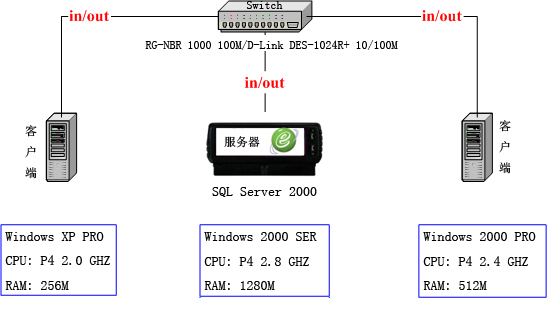 Switch
in/out
in/out
RG-NBR 1000 100M/D-Link DES-1024R+ 10/100M
in/out
客户端
服务器
客户端
SQL Server 2000
Windows XP PRO
CPU: P4 2.0 GHZ
RAM: 256M
Windows 2000 SER
CPU: P4 2.8 GHZ
RAM: 1280M
Windows 2000 PRO
CPU: P4 2.4 GHZ
RAM: 512M